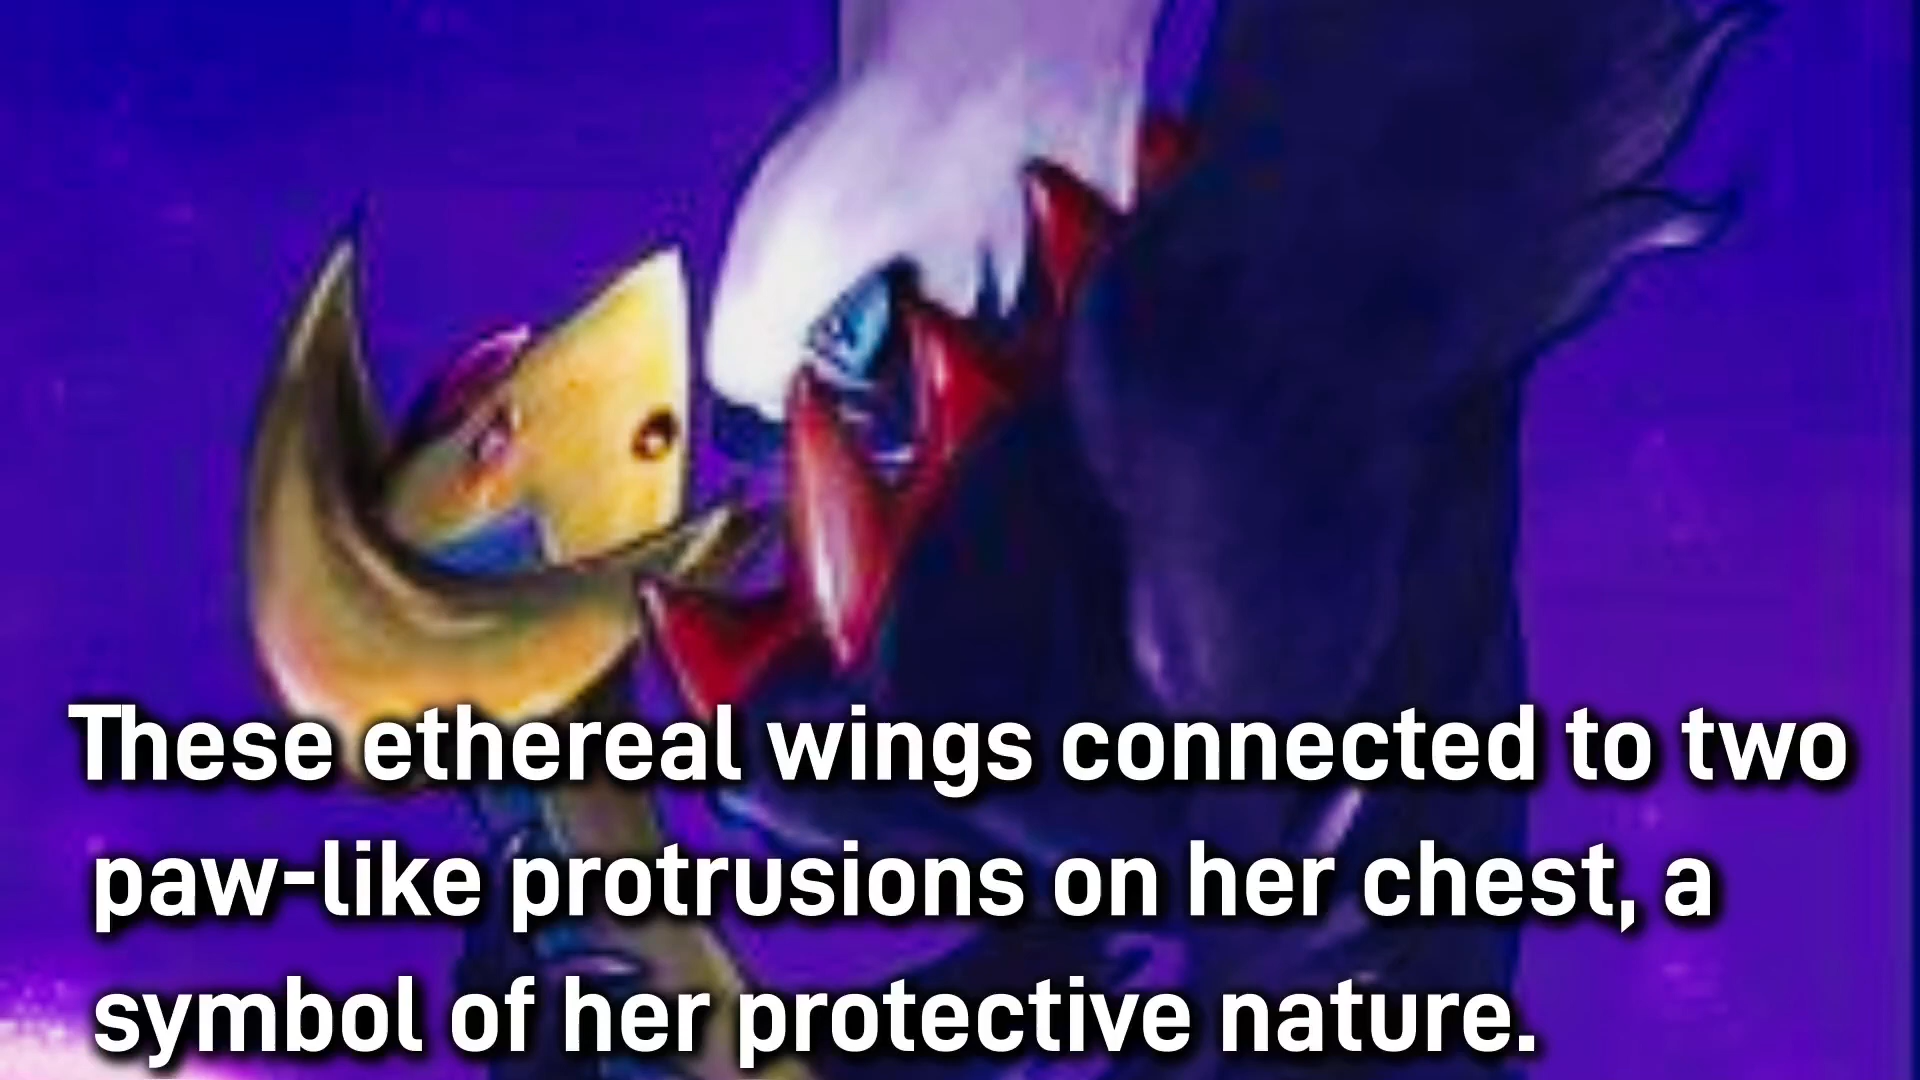 These ethereal wings connected to two
paw-like protrusions on her chest, a
symbol of her protective nature.